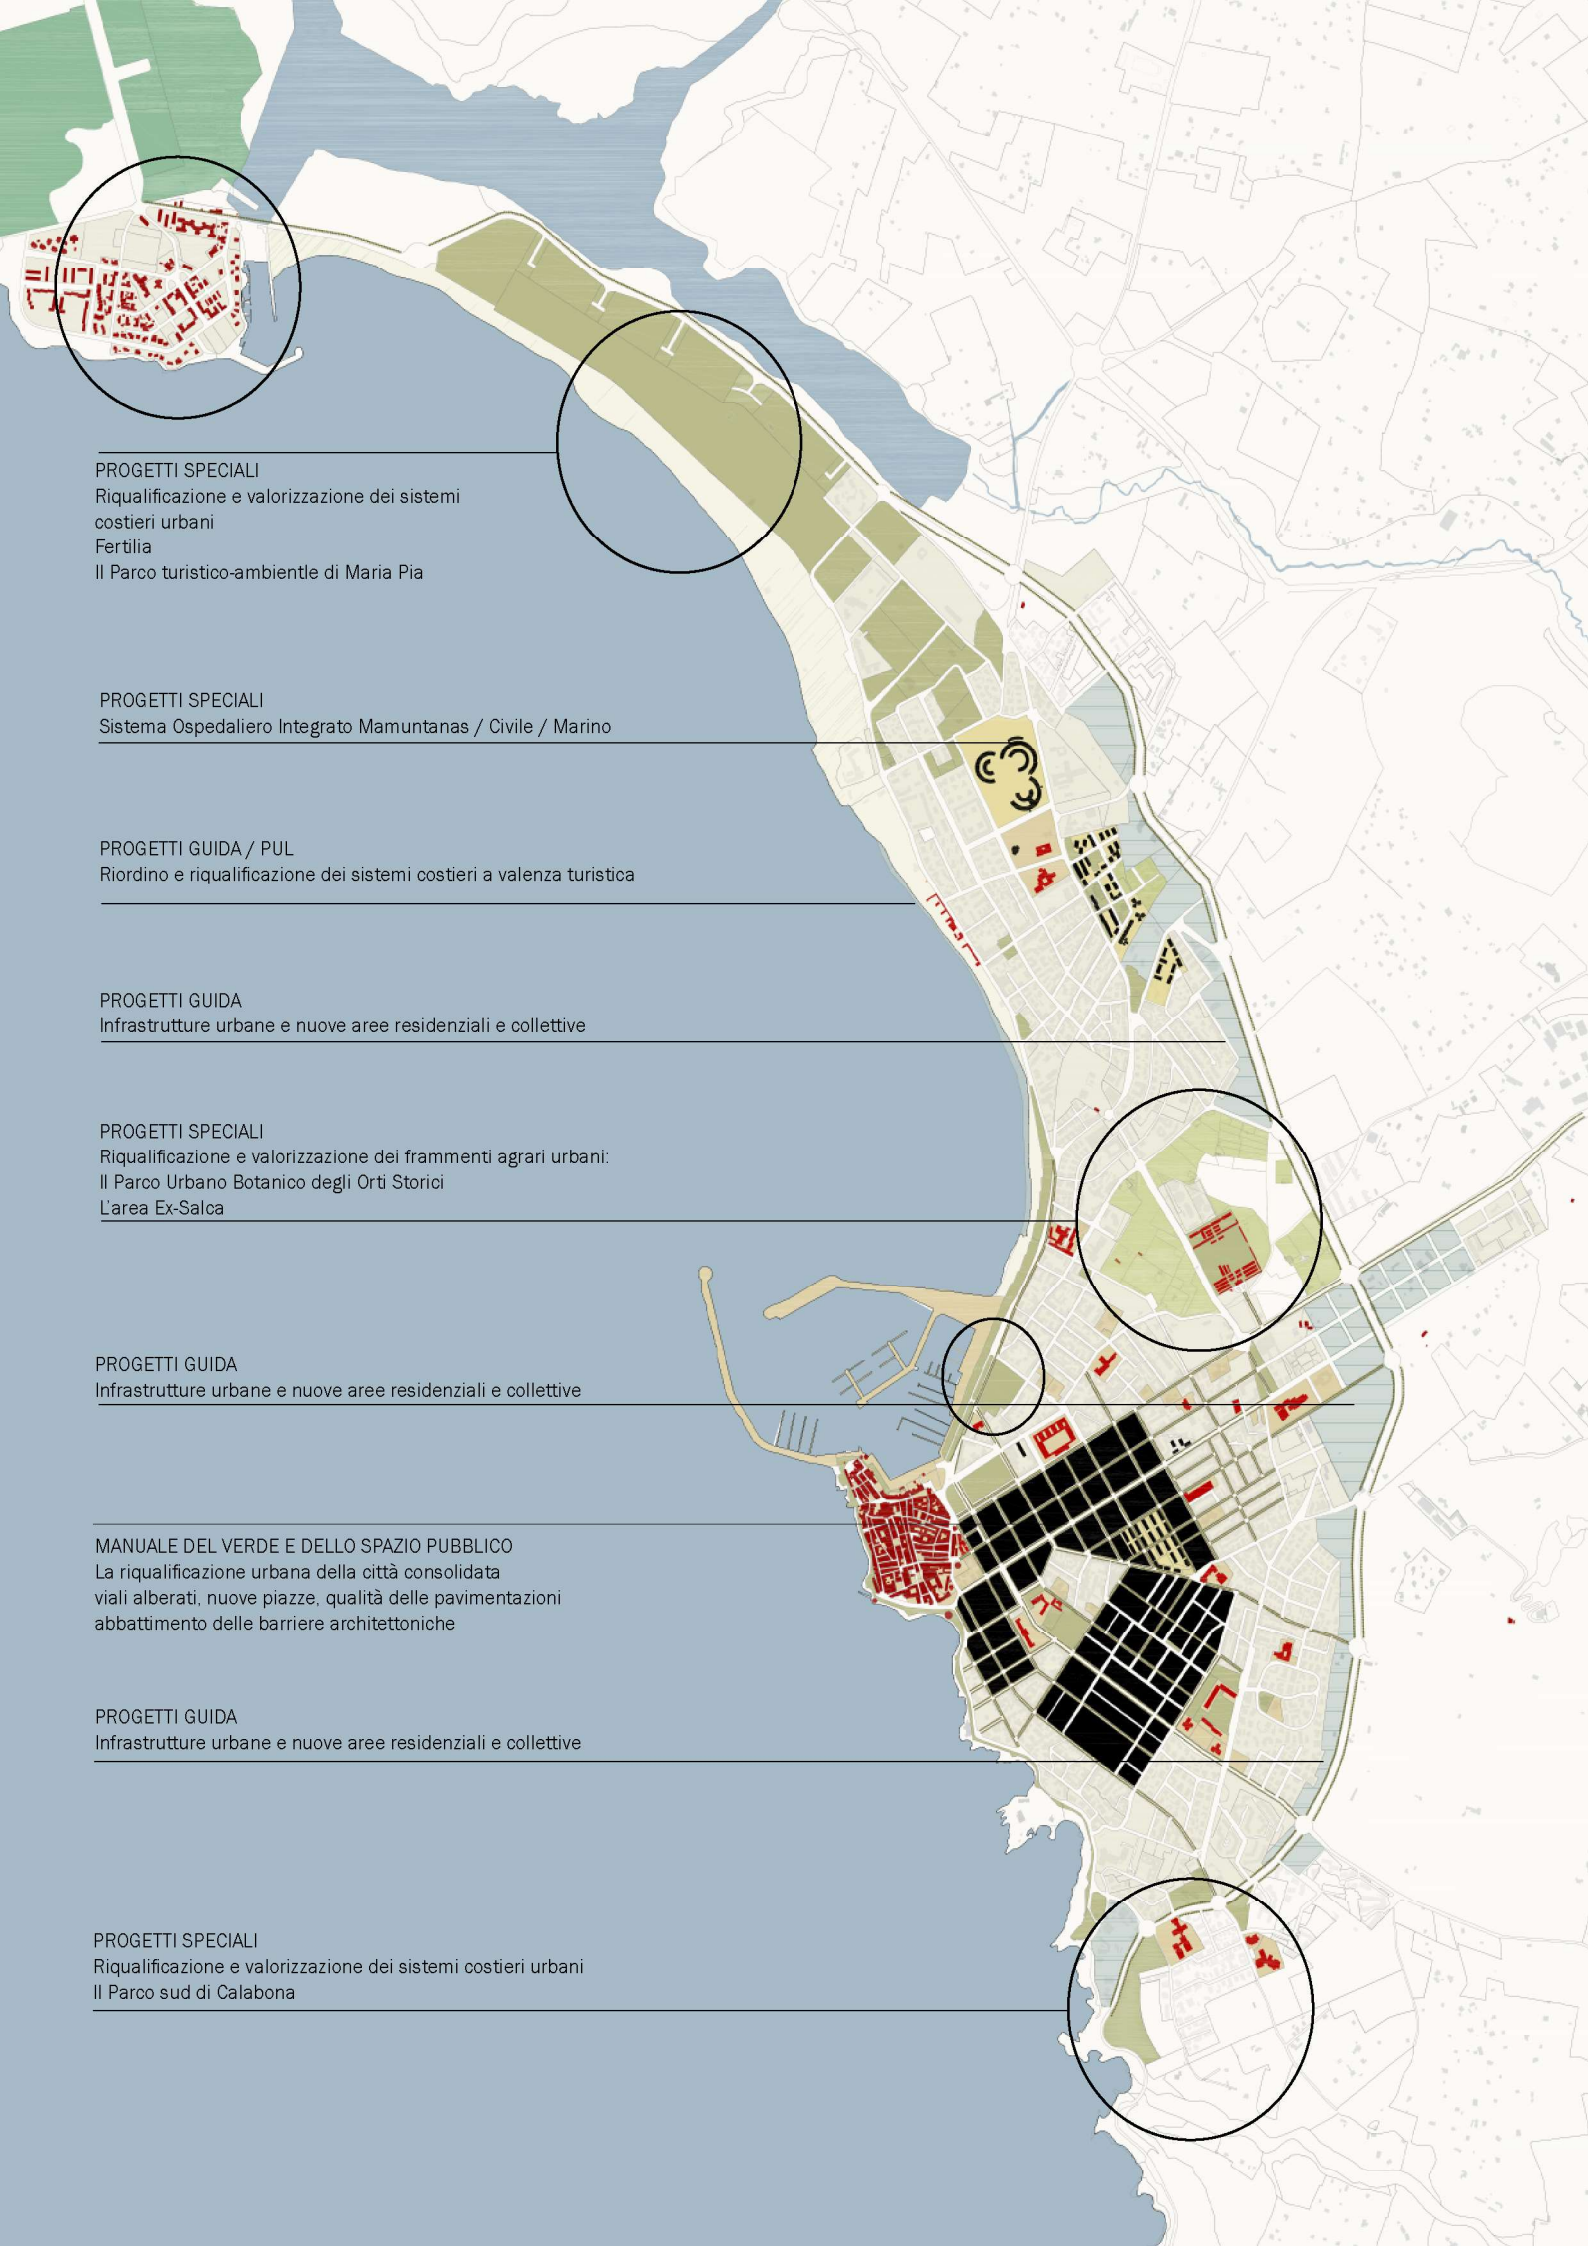 PROGETTI SPECIALI
Riqualificazione e valorizzazione dei sistemi
costieri urbani
Fertilia
Il Parco turistico-ambientle di Maria Pia
PROGETTI SPECIALI
Sistema Ospedaliero Integrato Mamuntanas / Civile / Marino
PROGETTI GUIDA / PUL
Riordino e riqualificazione dei sistemi costieri a valenza turistica
PROGETTI GUIDA
Infrastrutture urbane e nuove aree residenziali e collettive
PROGETTI SPECIALI
Riqualificazione e valorizzazione dei frammenti agrari urbani:
Il Parco Urbano Botanico degli Orti Storici
L'area Ex-Salca
PROGETTI GUIDA
Infrastrutture urbane e nuove aree residenziali e collettive
MANUALE DEL VERDE E DELLO SPAZIO PUBBLICO
La riqualificazione urbana della città consolidata
viali alberati, nuove piazze, qualità delle pavimentazioni
abbattimento delle barriere architettoniche
PROGETTI GUIDA
Infrastrutture urbane e nuove aree residenziali e collettive
PROGETTI SPECIALI
Riqualificazione e valorizzazione dei sistemi costieri urbani
Il Parco sud di Calabona